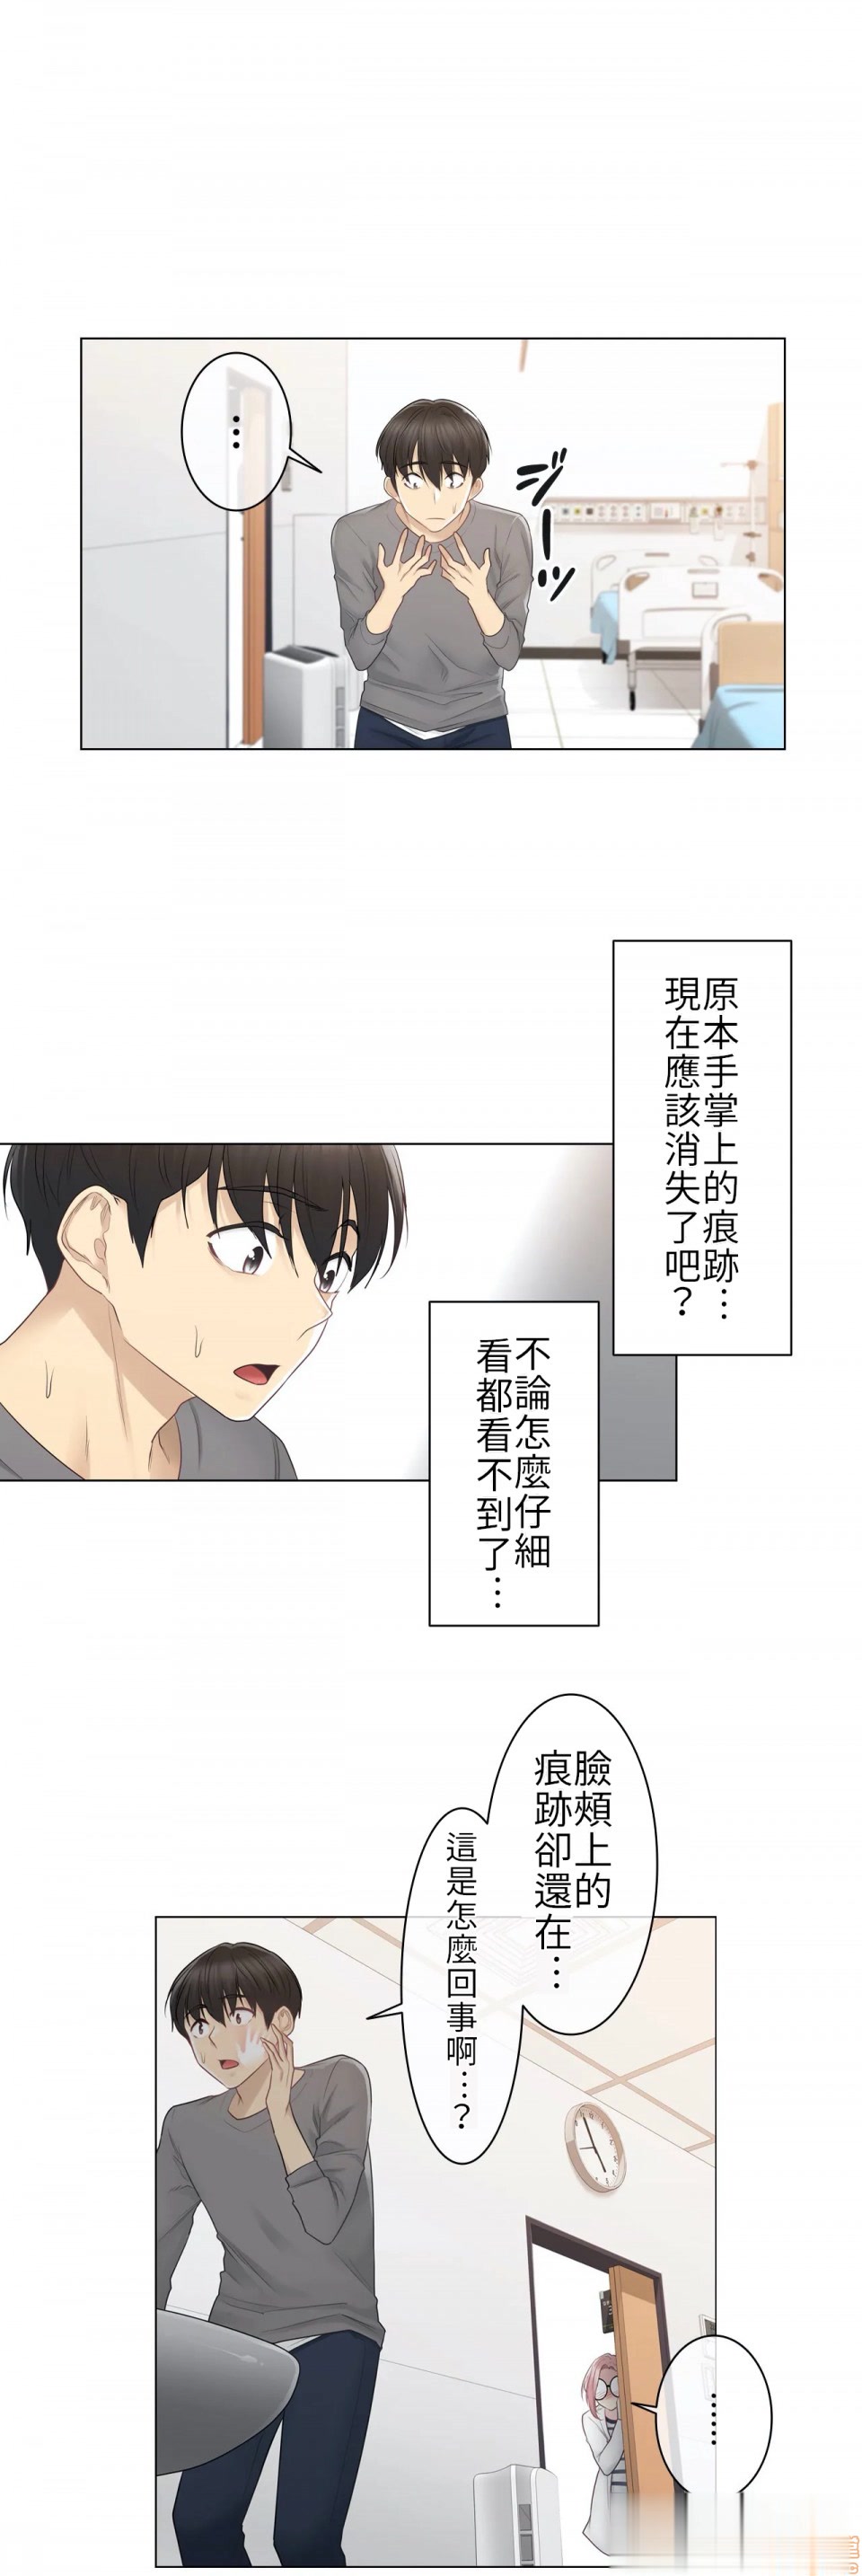 …
ジーッ
原本手掌上的痕跡…
現在應該消失了吧？
不論怎麼仔細
看都看不到了…
臉頰上的
痕跡卻還在…
這是怎麼回事啊…？
……